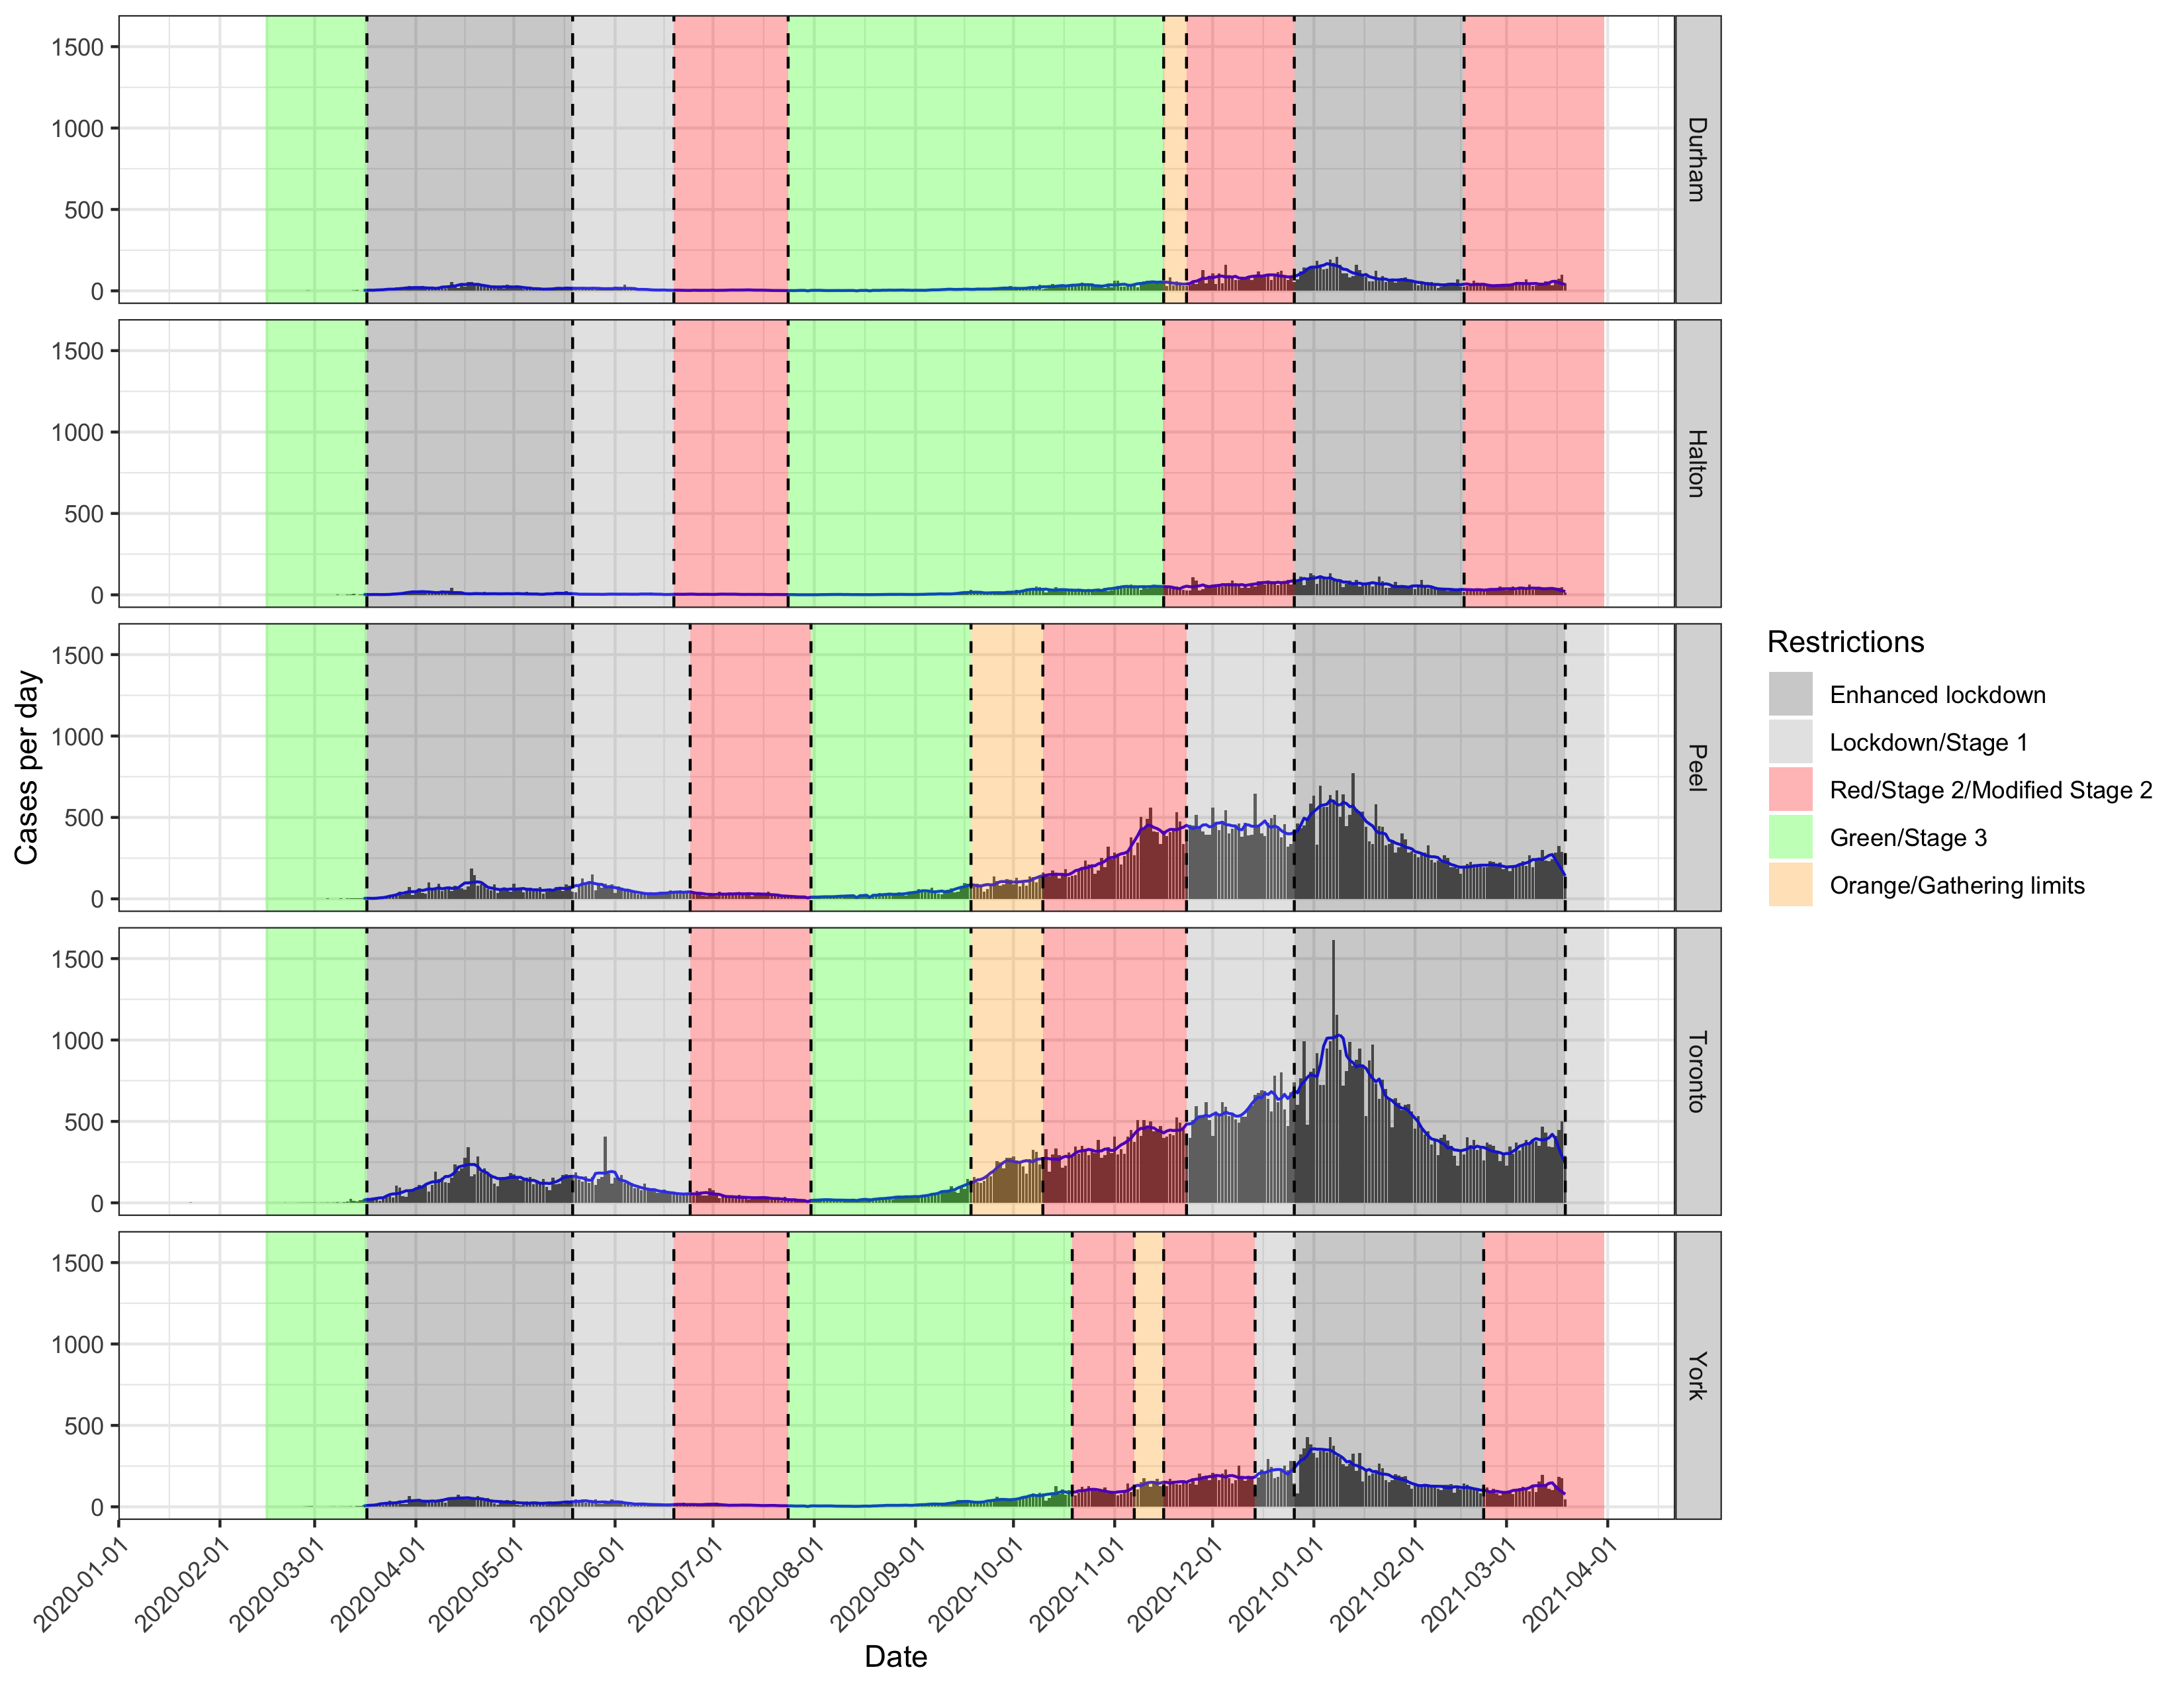 Cases per day
1500
1000
500
0
Durham
1500
1000
500
0
Halton
1500
1000
500
0
Peel
1500
1000
500
0
Toronto
1500
1000
500
0
York
2020-01-01
2020-02-01
2020-03-01
2020-04-01
2020-05-01
2020-06-01
2020-07-01
2020-08-01
2020-09-01
2020-10-01
2020-11-01
2020-12-01
2021-01-01
2021-02-01
2021-03-01
2021-04-01
Date
Restrictions
Enhanced lockdown
Lockdown/Stage 1
Red/Stage 2/Modified Stage 2
Green/Stage 3
Orange/Gathering limits